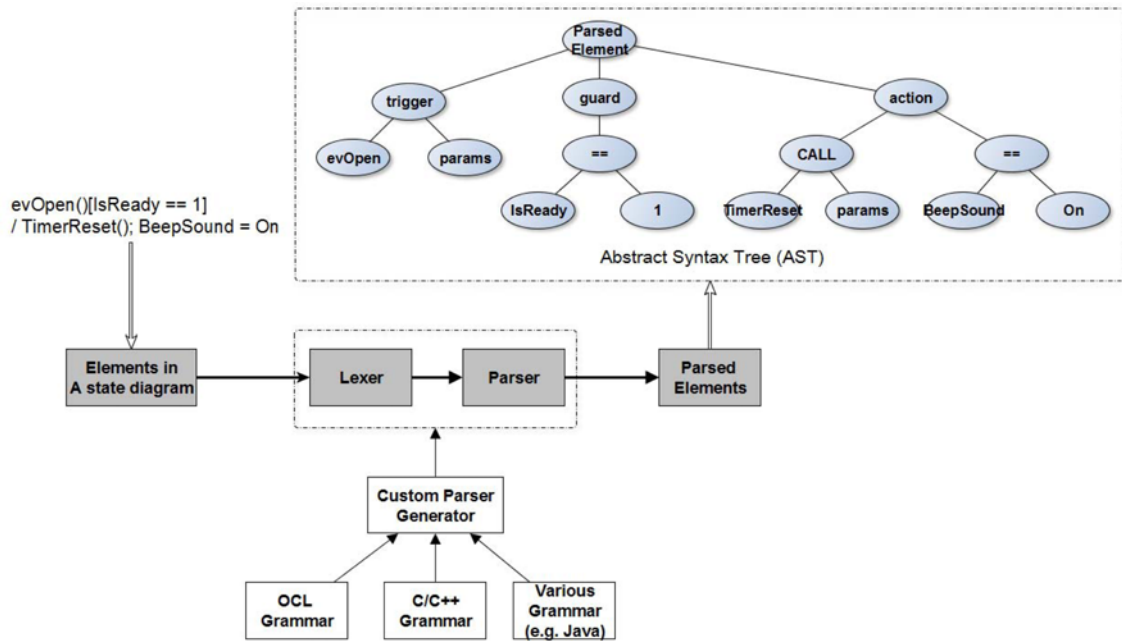 Parsed
Element
trigger
guard
action
evOpen
params
==
CALL
==
IsReady
1
TimerReset
params
BeepSound
On
Abstract Syntax Tree (AST)
evOpen()[IsReady == 1]
/ TimerReset(); BeepSound = On
Elements in
A state diagram
Lexer
Parser
Parsed
Elements
Custom Parser
Generator
OCL
Grammar
C/C++
Grammar
Various
Grammar
(e.g. Java)